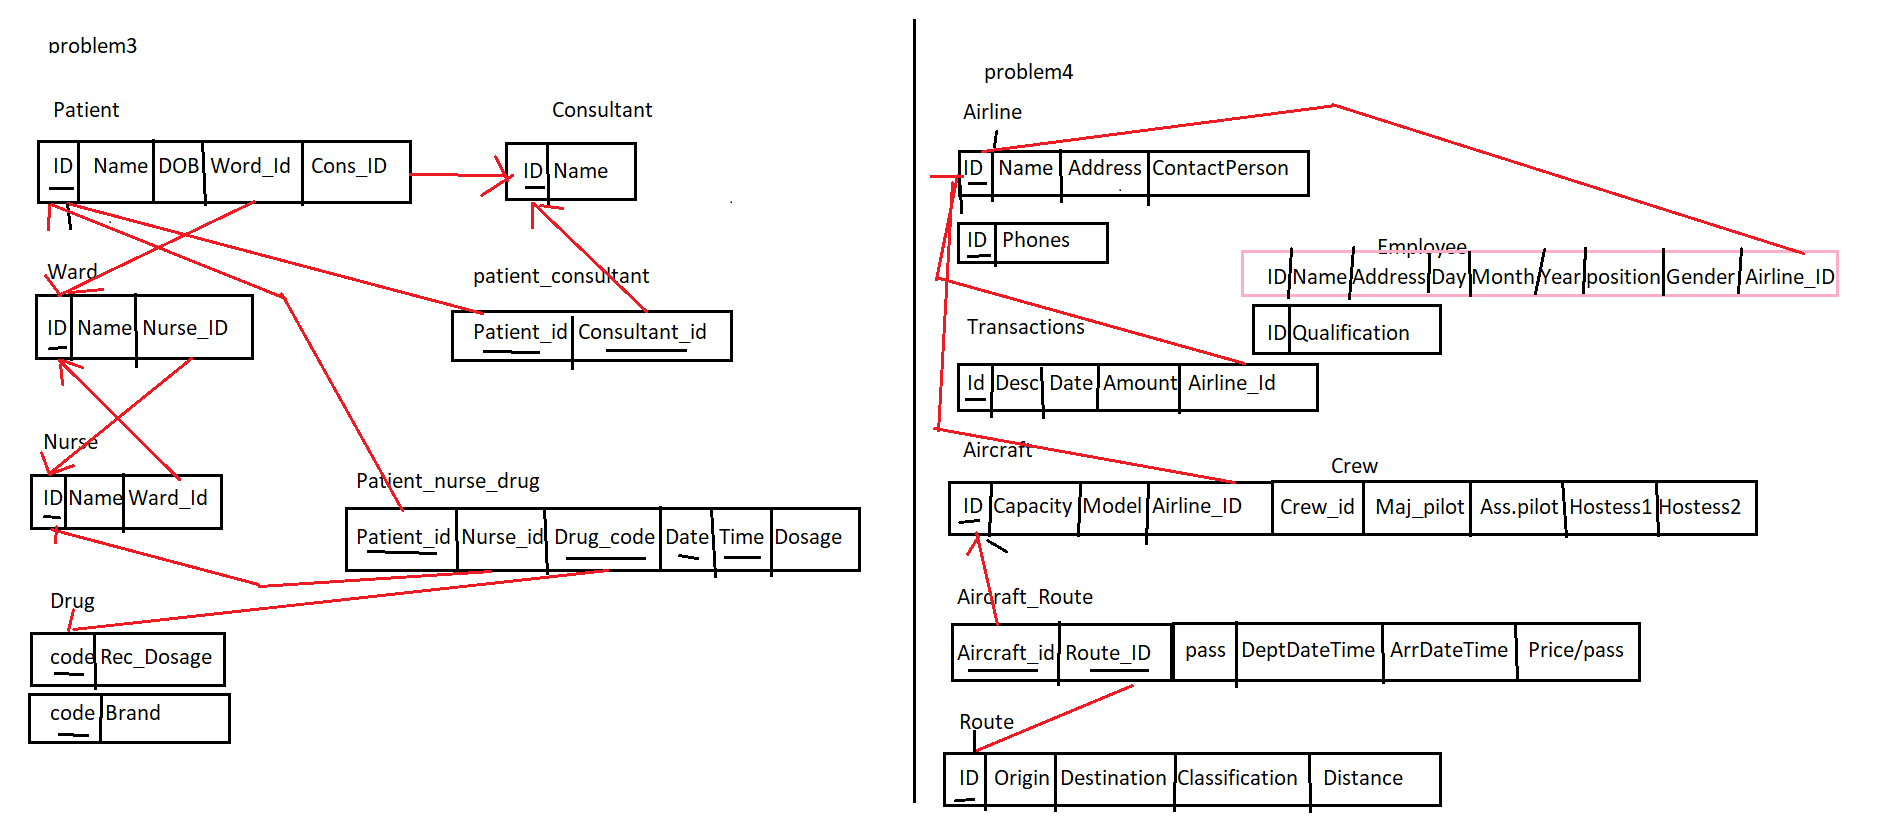 problem3
Patient
ID Name DOB Word_Id Cons_ID
Consultant
ID Name
Ward
ID Name Nurse_ID
patient_consultant
Patient_id Consultant_id
Nurse
ID Name Ward_Id
Patient_nurse_drug
Patient_id Nurse_id Drug_code Date Time Dosage
Drug
code Rec_Dosage
code Brand
problem4
Airline
ID Name Address ContactPerson
ID Phones
Employee
ID Name Address Day Month Year position Gender Airline_ID
ID Qualification
Transactions
Id Desc Date Amount Airline_Id
Aircraft
Crew
ID Capacity Model Airline_ID Crew_id Maj_pilot Ass.pilot Hostess1 Hostess2
Aircraft_Route
Aircraft_id Route_ID pass DeptDateTime ArrDateTime Price/pass
Route
ID Origin Destination Classification Distance